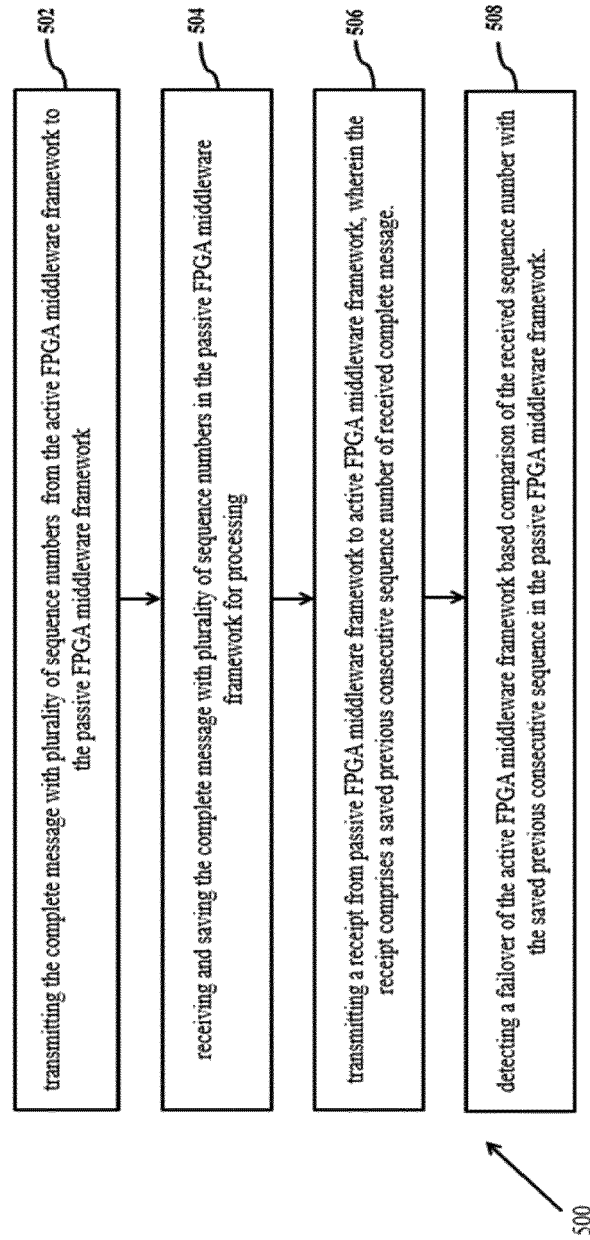 502
transmitting the complete message with plurality of sequence numbers from the active FPGA middleware framework to
the passive FPGA middleware framework
504
receiving and saving the complete message with plurality of sequence numbers in the passive FPGA middleware
framework for processing
506
transmitting a receipt from passive FPGA middleware framework to active FPGA middleware framework, wherein the
receipt comprises a saved previous consecutive sequence number of received complete message.
508
detecting a failover of the active FPGA middleware framework based comparison of the received sequence number with
the saved previous consecutive sequence in the passive FPGA middleware framework.
500